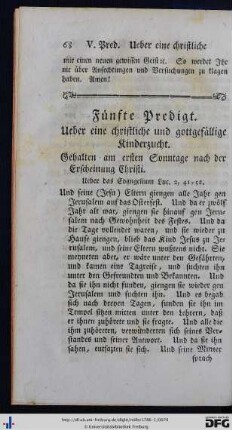 68 V. Pred. Ueber eine christliche
mit einen neuen gewissen Geist ꝛc. So werdet Ihr
nie über Anfechtungen und Versuchungen zu klagen
haben. Amen!
Fünfte Predigt.
Ueber eine christliche und gottgefällige
Kinderzucht.
Gehalten am ersten Sonntage nach der
Erscheinung Christi.
Ueber das Evangelium Luc. 2, 41-52.
Und seine (Jesu) Eltern giengen alle Jahr gen
Jerusalem auf das Osterfest. Und da er zwölf
Jahr alt war, giengen sie hinauf gen Jeru-
salem nach Gewohnheit des Festes. Und da
die Tage vollendet waren, und sie wieder zu
Hause giengen, blieb das Kind Jesus zu Je-
rusalem, und seine Eltern wustens nicht. Sie
meyneten aber, er wäre unter den Gefährten,
und kamen eine Tagreise, und suchten ihn
unter den Gefreundten und Bekannten. Und
da sie ihn nicht funden, giengen sie wieder gen
Jerusalem und suchten ihn. Und es begab
sich nach dreyen Tagen, funden sie ihn im
Tempel sitzen mitten unter den Lehrern, daß
er ihnen zuhörete und sie fragte. Und alle die
ihm zuhöreten, verwunderten sich seines Ver-
standes und seiner Antwort. Und da sie ihn
sahen, entsatzten sie sich. Und seine Mutter
sprach
© Universitätsbibliothek Freiburg
DFG